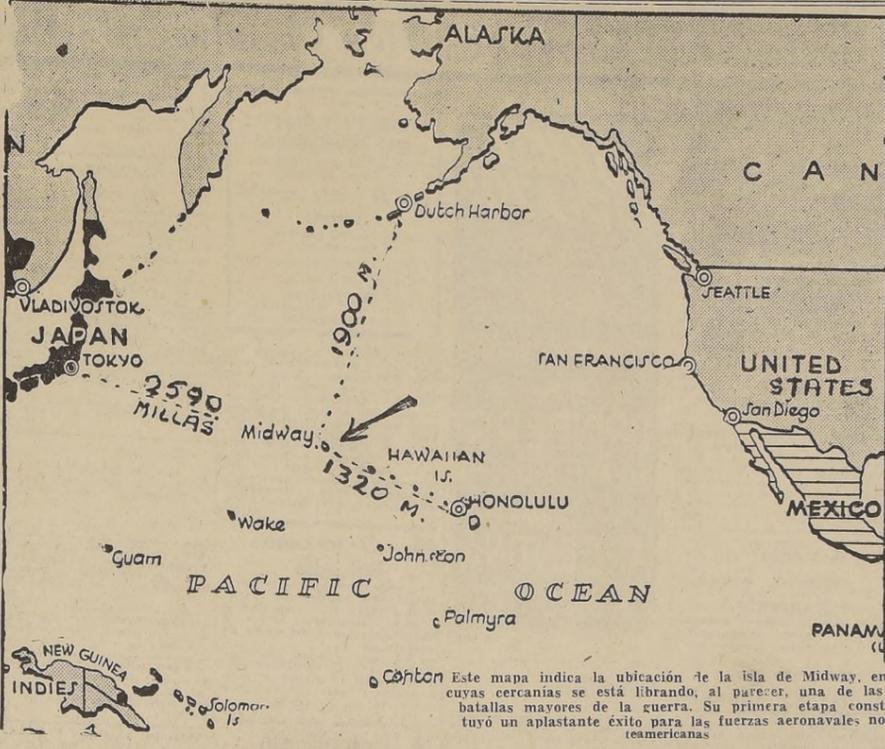 ALASKA
N
C A N
Dutch Harbor
1900 M.
SEATTLE
VLADIVOSTOK
JAPAN
TOKYO
SAN FRANCISCO
UNITED
STATES
2590
MILLAS
San Diego
Midway
HAWAIIAN
IS.
1320 M.
HONOLULU
MEXICO
Wake
Guam
Johnston
PACIFIC OCEAN
Palmyra
PANAM
NEW GUINEA
INDIES
Solomon
Is
Canton
Este mapa indica la ubicación de la isla de Midway, en
cuyas cercanías se está librando, al parecer, una de las
batallas mayores de la guerra. Su primera etapa const
tuyó un aplastante éxito para las fuerzas aeronavales no
teamericanas